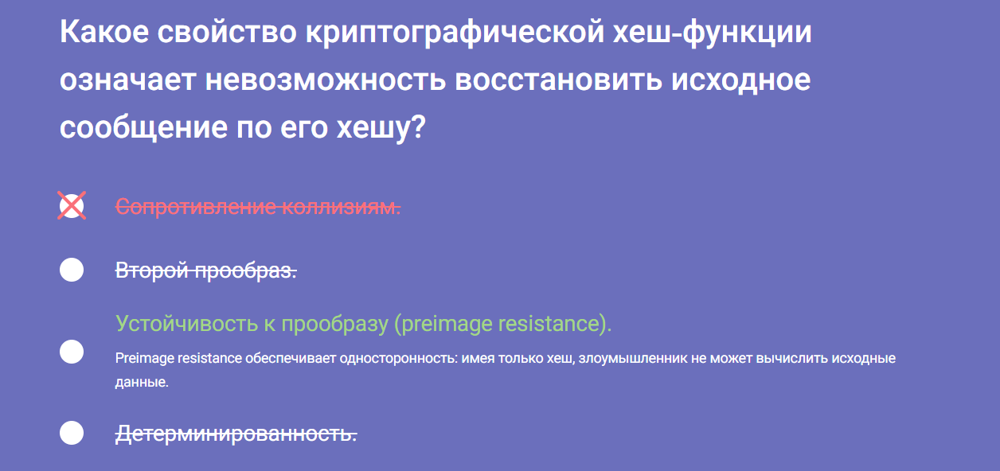 Какое свойство криптографической хеш-функции
означает невозможность восстановить исходное
сообщение по его хешу?
Сопротивление коллизиям.
Второй прообраз.
Устойчивость к прообразу (preimage resistance).
Preimage resistance обеспечивает односторонность: имея только хеш, злоумышленник не может вычислить исходные
данные.
Детерминированность.